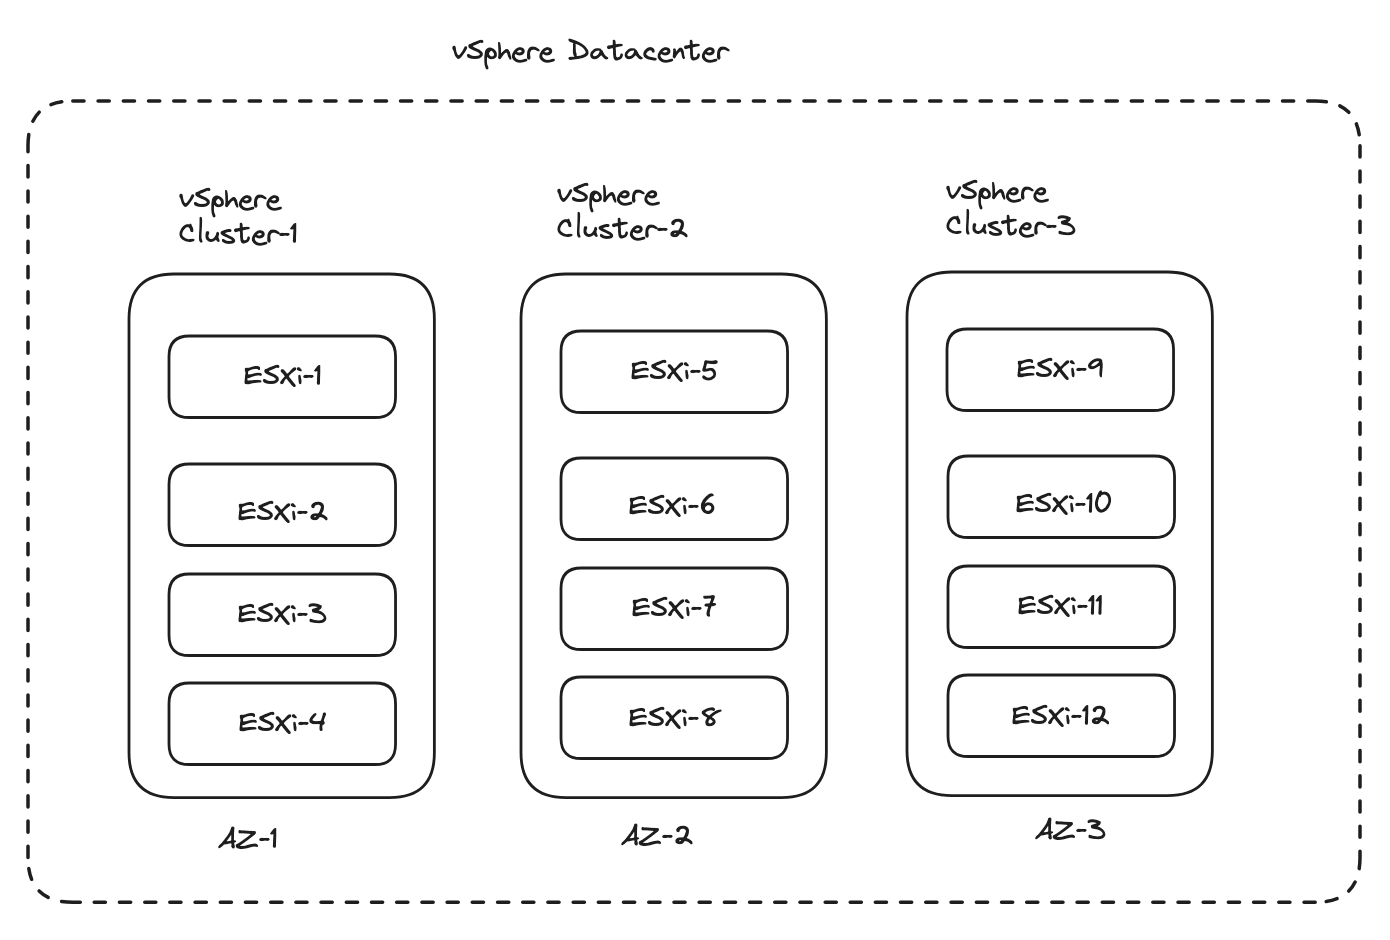 vSphere Datacenter
vSphere
Cluster-1
ESXi-1
ESXi-2
ESXi-3
ESXi-4
AZ-1
vSphere
Cluster-2
ESXi-5
ESXi-6
ESXi-7
ESXi-8
AZ-2
vSphere
Cluster-3
ESXi-9
ESXi-10
ESXi-11
ESXi-12
AZ-3